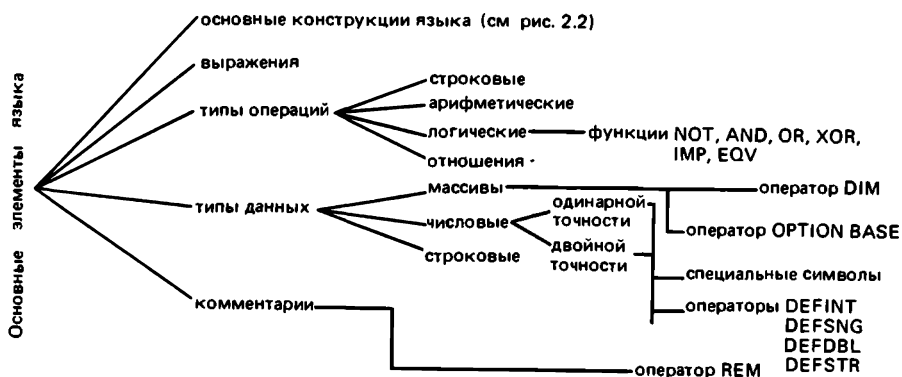 основные конструкции языка (см рис. 2.2)
выражения
типы операций
строковые
арифметические
логические
функции NOT, AND, OR, XOR,
IMP, EQV
отношения
Основные элементы языка
типы данных
массивы
оператор DIM
оператор OPTION BASE
числовые
одинарной
точности
двойной
точности
строковые
специальные символы
операторы DEFINT
DEFSNG
DEFDBL
DEFSTR
комментарии
оператор REM